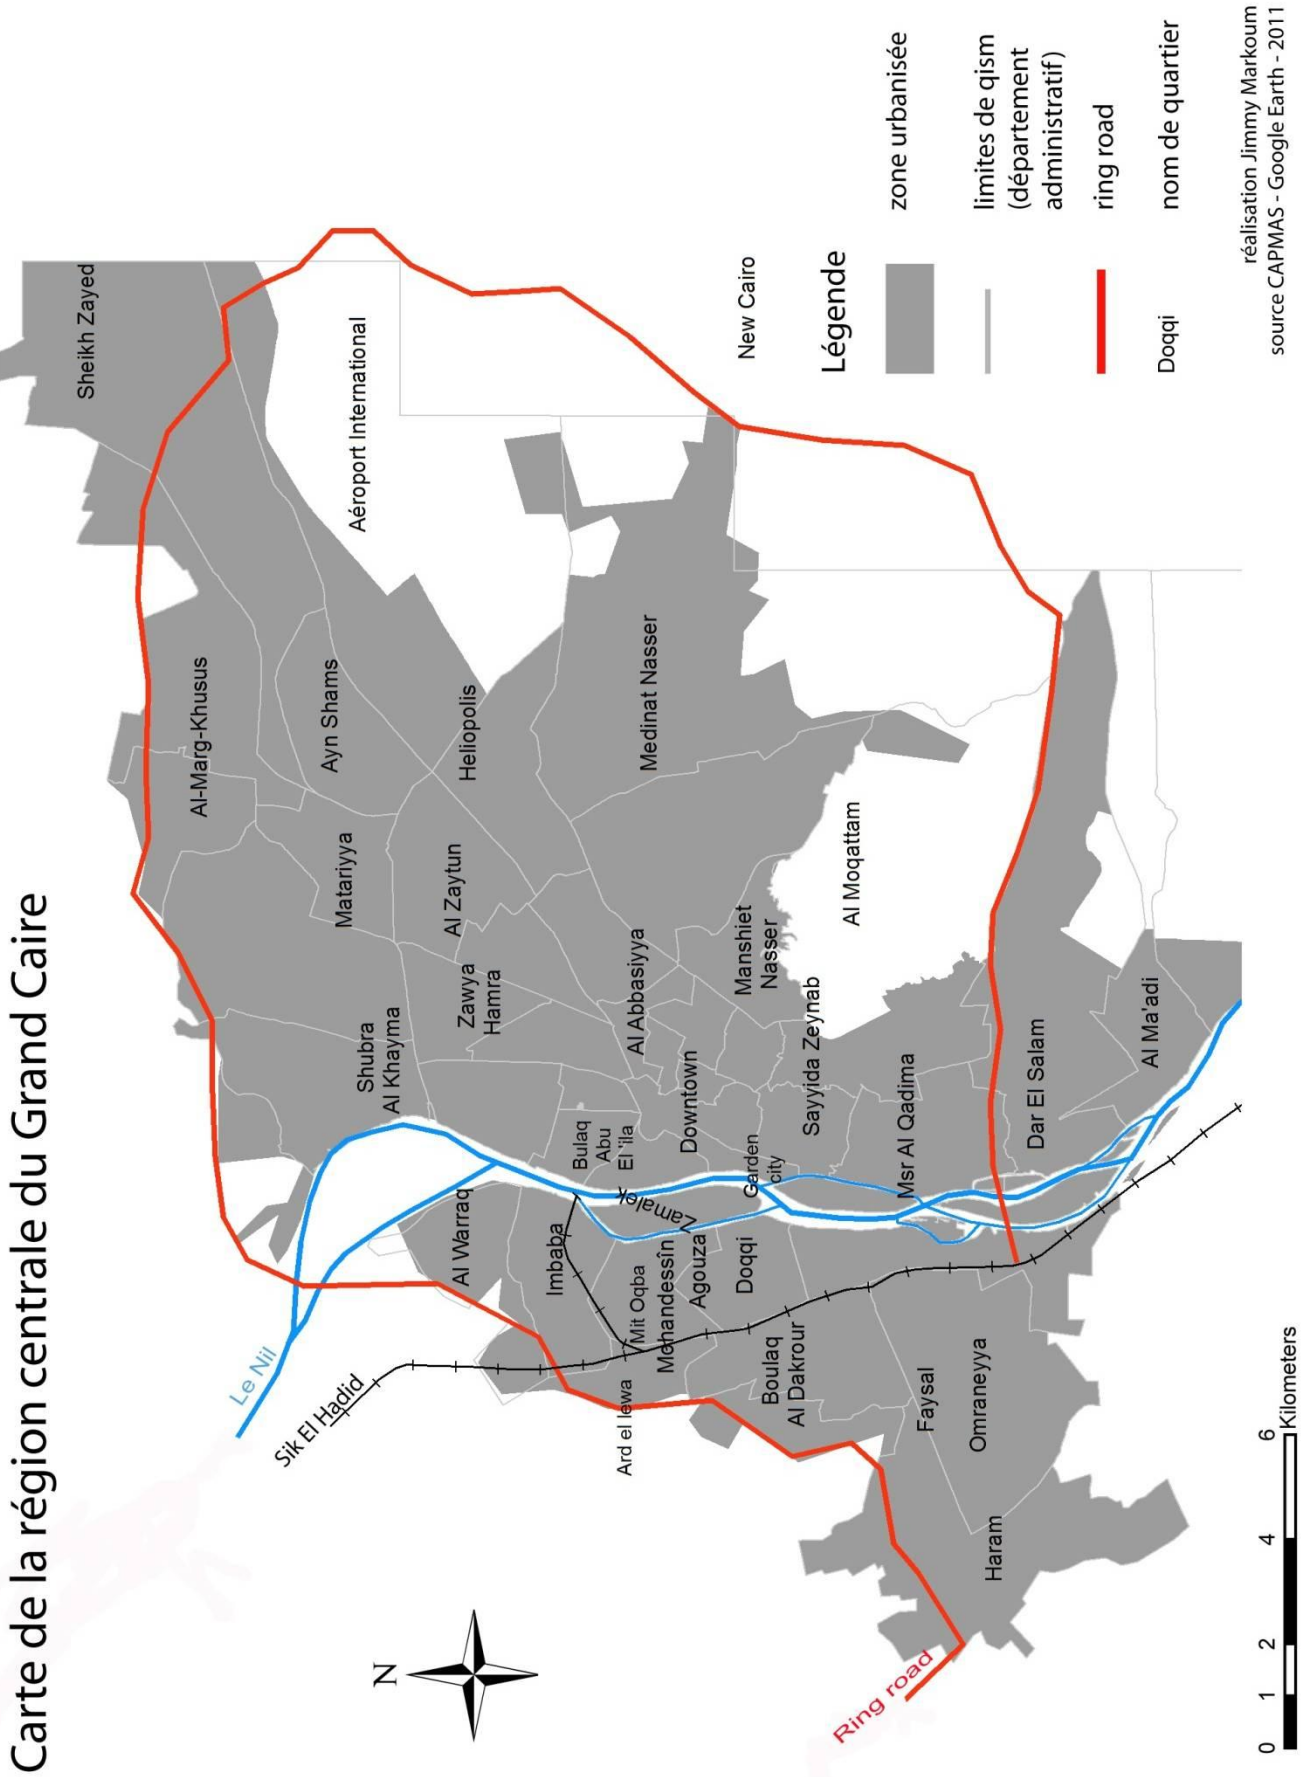 Carte de la région centrale du Grand Caire
Sheikh Zayed
Al-Marg-Khusus
Le Nil
Sik El Hadid
Shubra
Al Khayma
Matariyya
Ayn Shams
Aéroport International
N
Al Warraq
Zawya
Hamra
Al Zaytun
Heliopolis
Imbaba
Bulaq
Abu
El 'ila
Ard el lewa
Mit Oqba
Mohandessîn
Zamalek
Al Abbasiyya
Medinat Nasser
Agouza
Downtown
Doqqi
Garden
city
Manshiet
Nasser
New Cairo
Boulaq
Al Dakrour
Sayyida Zeynab
Al Moqattam
Ring road
Faysal
Msr Al Qadima
Omraneyya
Haram
Dar El Salam
Al Ma'adi
Légende
zone urbanisée
limites de qism
(département
administratif)
ring road
Doqqi
nom de quartier
0 1 2 4 6
Kilometers
réalisation Jimmy Markoum
source CAPMAS - Google Earth - 2011